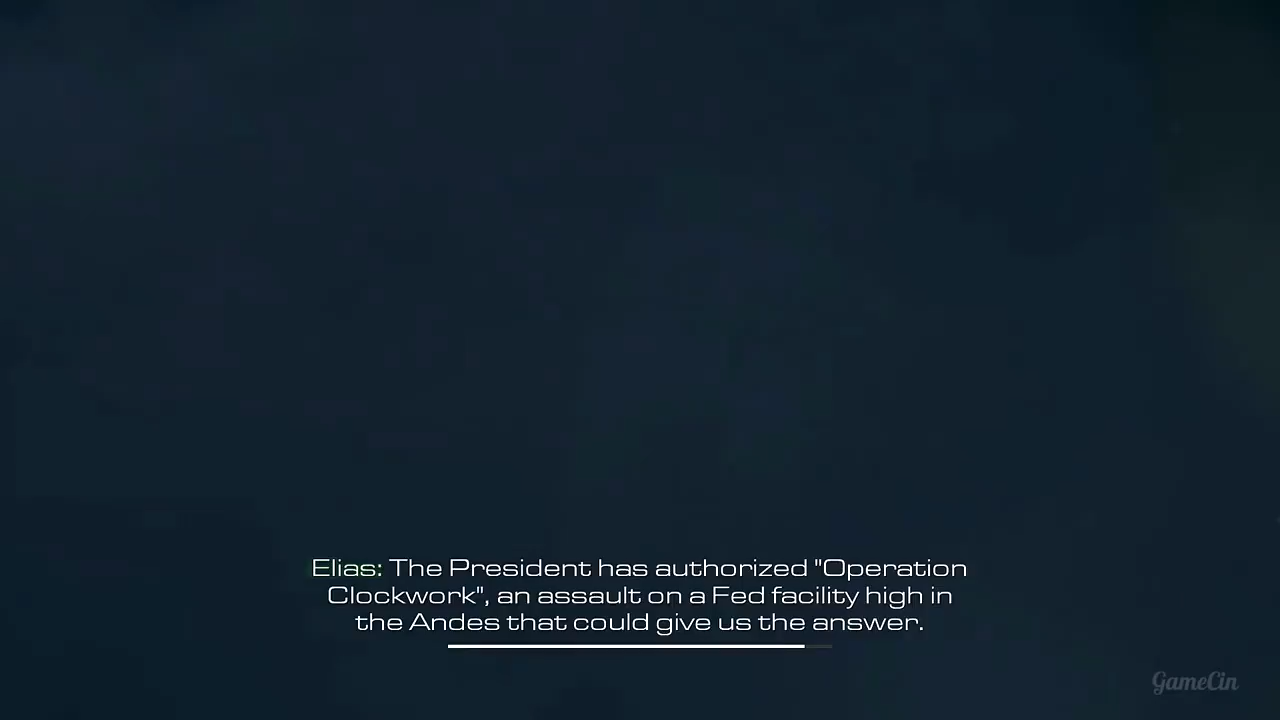 Elias: The President has authorized "Operation
Clockwork", an assault on a Fed facility high in
the Andes that could give us the answer.
GameCin